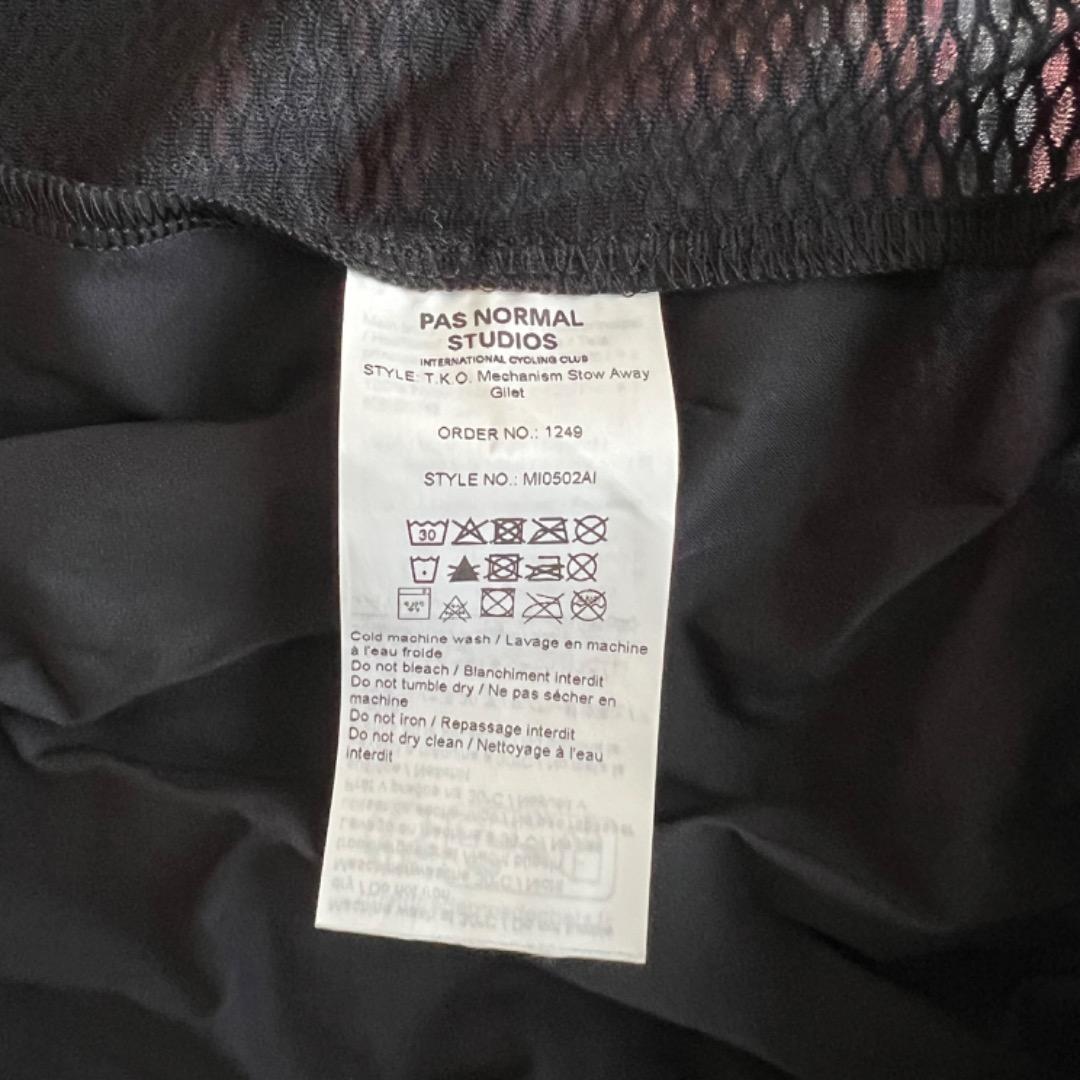 PAS NORMAL
STUDIOS
INTERNATIONAL CYCLING CLUB
STYLE: T.K.O. Mechanism Stow Away
Gilet
ORDER NO.: 1249
STYLE NO.: MI0502AI
30
Cold machine wash / Lavage en machine
à l'eau froide
Do not bleach / Blanchiment interdit
Do not tumble dry / Ne pas sécher en
machine
Do not iron / Repassage interdit
Do not dry clean / Nettoyage à l'eau
interdit